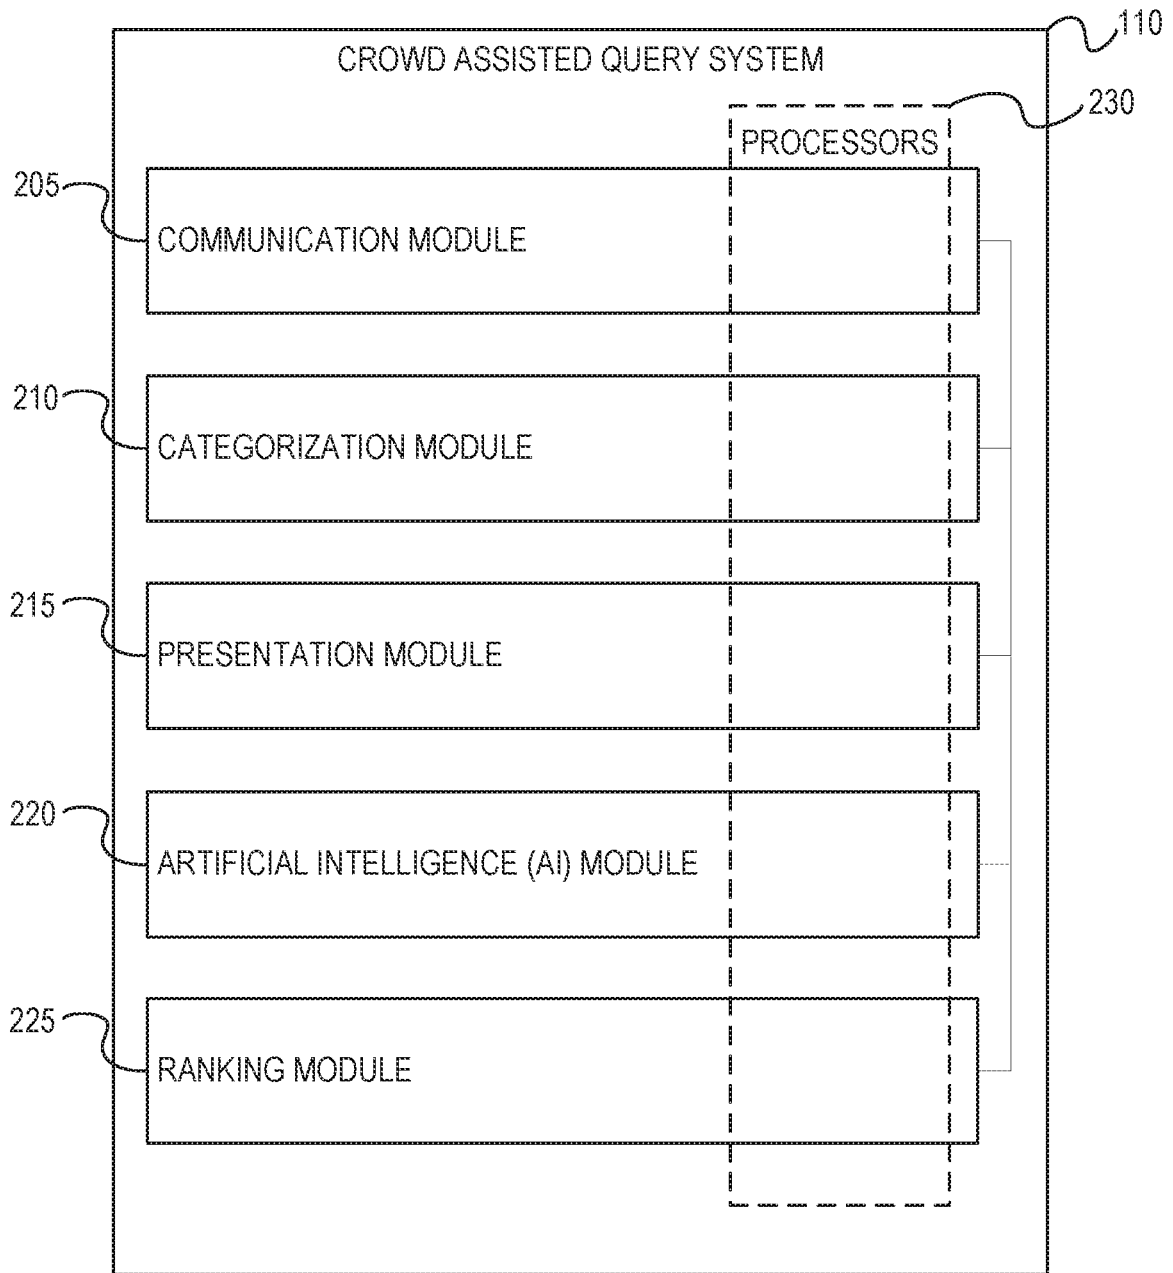 110
CROWD ASSISTED QUERY SYSTEM
230
PROCESSORS
205
COMMUNICATION MODULE
210
CATEGORIZATION MODULE
215
PRESENTATION MODULE
220
ARTIFICIAL INTELLIGENCE (AI) MODULE
225
RANKING MODULE